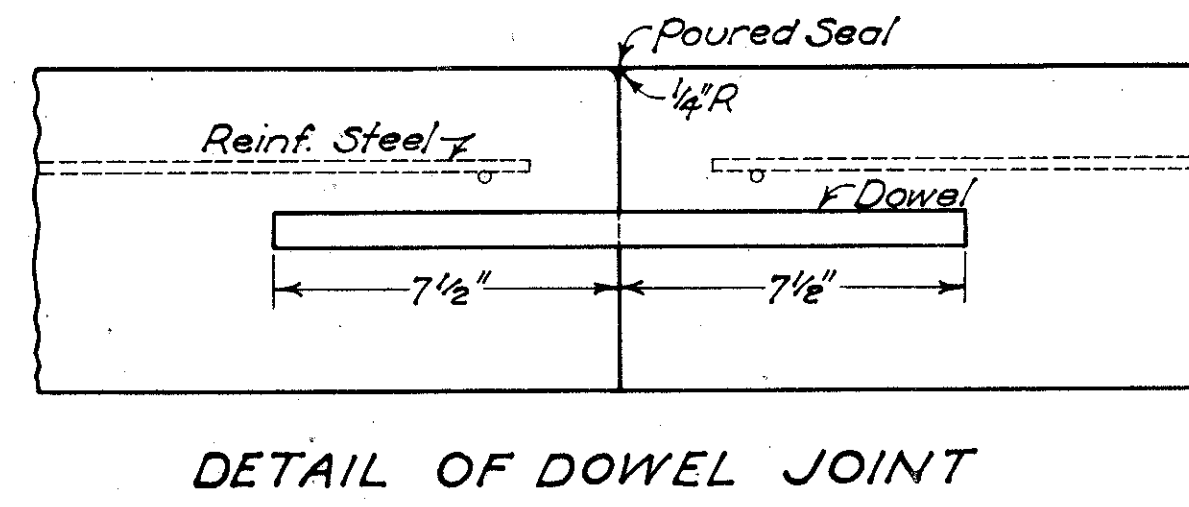 Poured Seal
1/4" R
Reinf. Steel
Dowel
7 1/2" 7 1/2"
DETAIL OF DOWEL JOINT